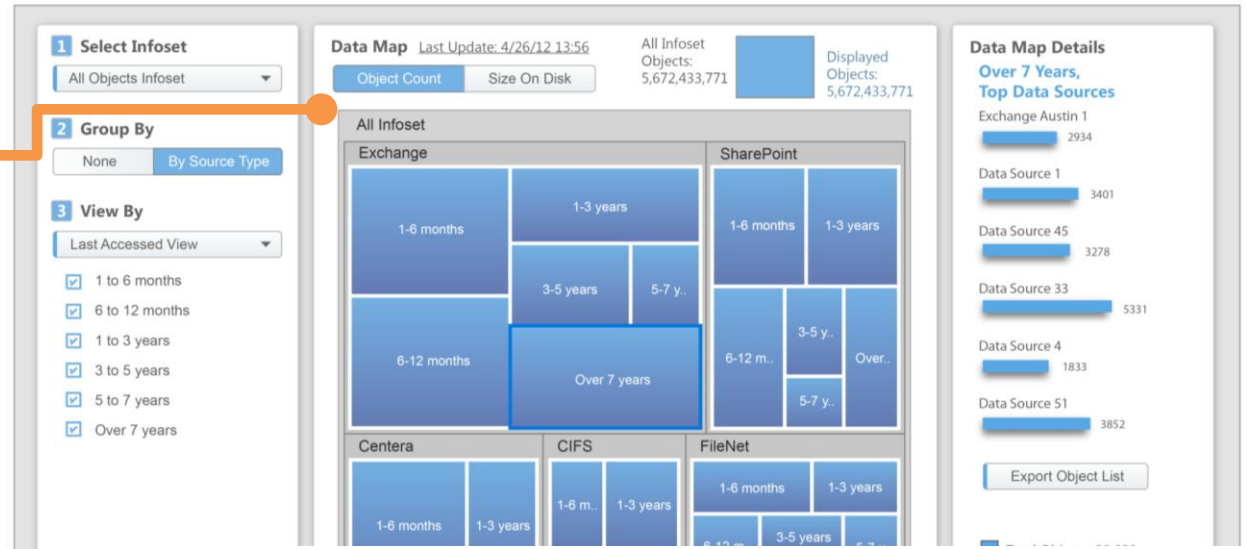 1 Select Infoset
All Objects Infoset
2 Group By
None By Source Type
3 View By
Last Accessed View
1 to 6 months
6 to 12 months
1 to 3 years
3 to 5 years
5 to 7 years
Over 7 years
Data Map Last Update: 4/26/12 13:56
Object Count Size On Disk
All Infoset
Objects:
5,672,433,771
Displayed
Objects:
5,672,433,771
All Infoset
Exchange
1-6 months
1-3 years
3-5 years
5-7 y..
6-12 months
Over 7 years
SharePoint
1-6 months
1-3 years
6-12 m..
3-5 y..
Over..
5-7 y..
Centera
1-6 months
1-3 years
CIFS
1-6 m..
1-3 years
FileNet
1-6 months
1-3 years
3-5 years
Data Map Details
Over 7 Years,
Top Data Sources
Exchange Austin 1
2934
Data Source 1
3401
Data Source 45
3278
Data Source 33
5331
Data Source 4
1833
Data Source 51
3852
Export Object List